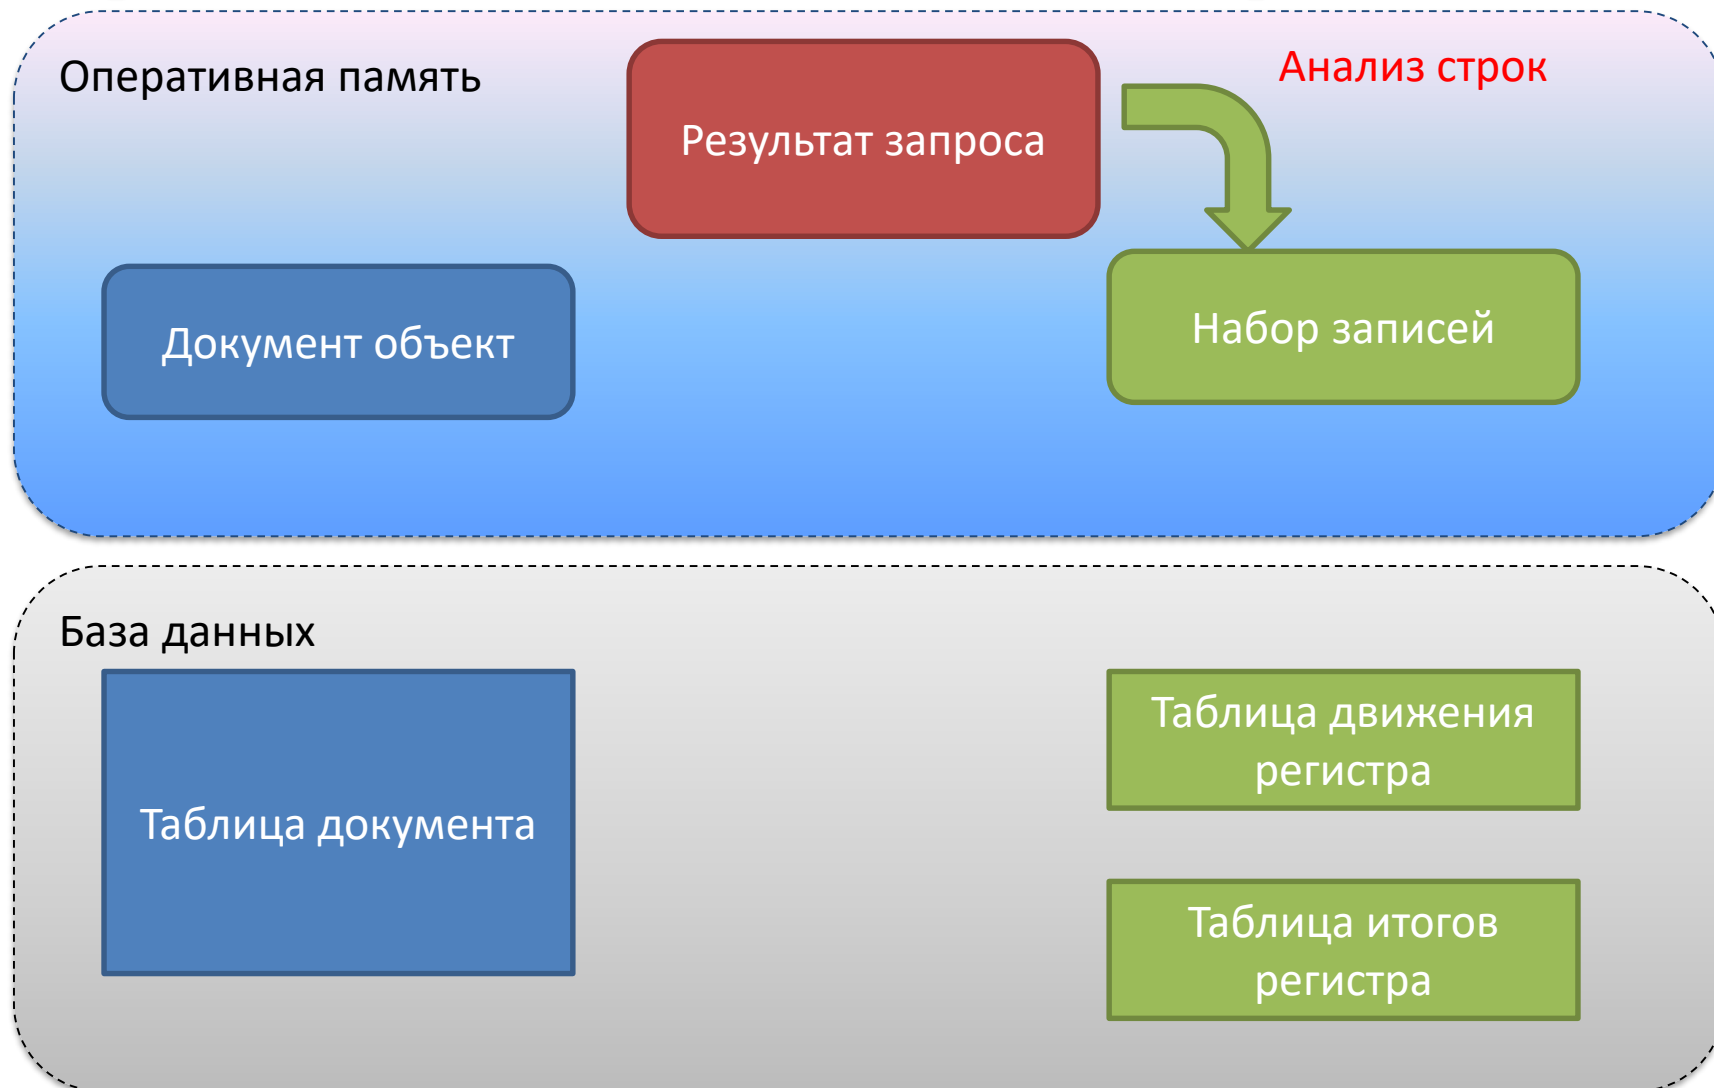 Оперативная память
Анализ строк
Результат запроса
Документ объект
Набор записей
База данных
Таблица документа
Таблица движения
регистра
Таблица итогов
регистра